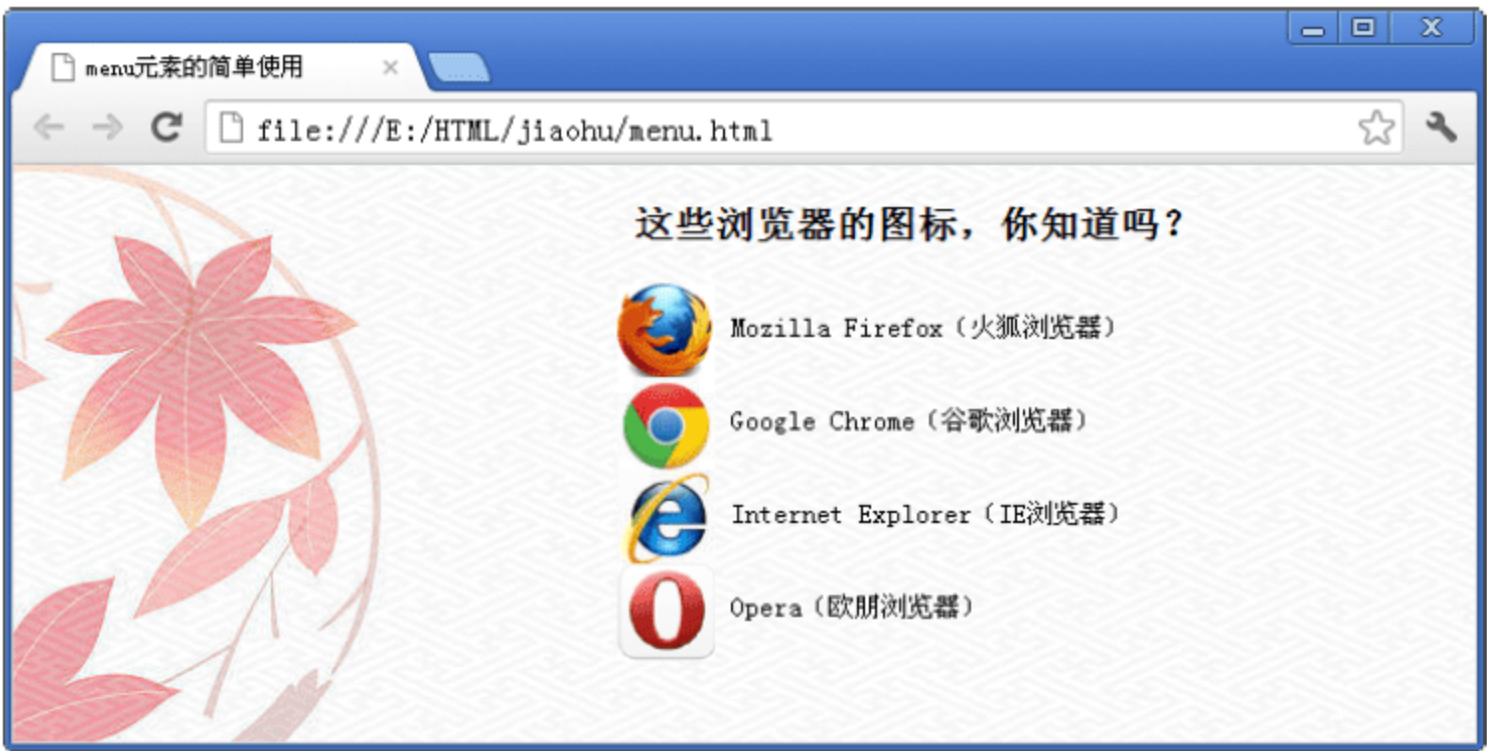 menu元素的简单使用
file:///E:/HTML/jiaohu/menu.html
这些浏览器的图标，你知道吗？
Mozilla Firefox（火狐浏览器）
Google Chrome（谷歌浏览器）
Internet Explorer（IE浏览器）
Opera（欧朋浏览器）